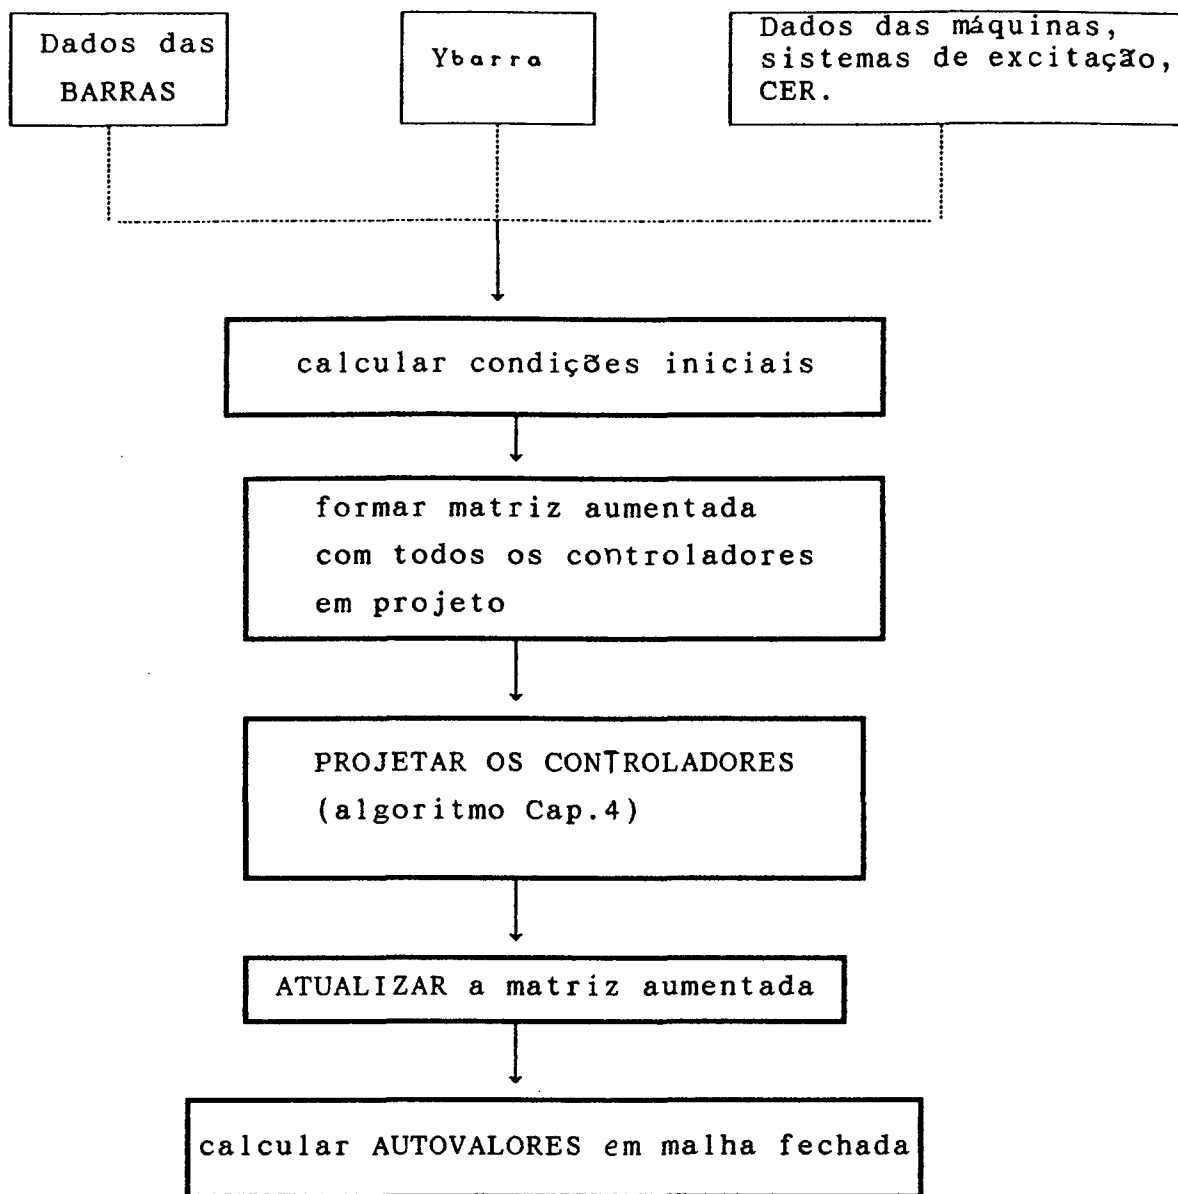 Dados das
BARRAS
Ybarra
Dados das máquinas,
sistemas de excitação,
CER.
calcular condições iniciais
formar matriz aumentada
com todos os controladores
em projeto
PROJETAR OS CONTROLADORES
(algoritmo Cap.4)
ATUALIZAR a matriz aumentada
calcular AUTOVALORES em malha fechada